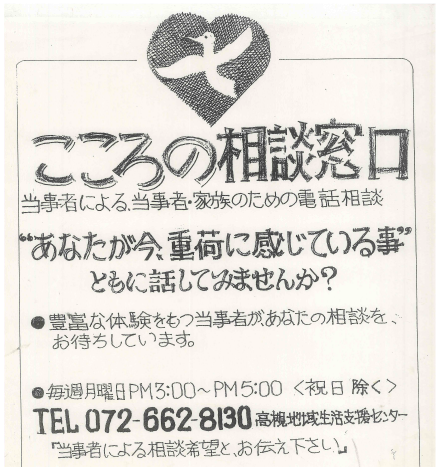 こころの相談窓口
当事者による、当事者・家族のための電話相談
“あなたが今、重荷に感じている事”
ともに話してみませんか?
●豊富な体験をもつ当事者が、あなたの相談を、
お待ちしています。
●毎週月曜日PM3:00〜PM5:00〈祝日除く〉
TEL 072-662-8130 高槻地域生活支援センター
『当事者による相談希望と、お伝え下さい。』